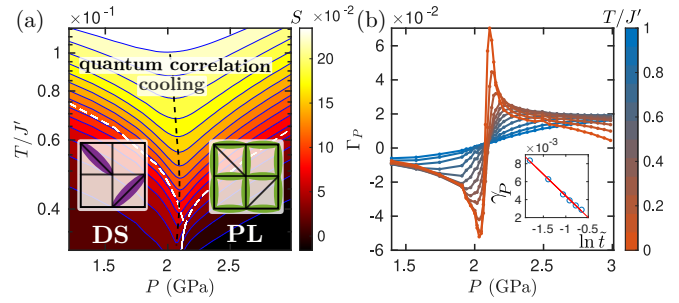 (a)
×10⁻¹
S
×10⁻²
1
0.8
0.6
0.4
T/J′
quantum correlation
cooling
DS
PL
1.5
2
2.5
P (GPa)
20
15
10
5
0
(b)
×10⁻²
T/J′
6
4
2
0
-2
-4
-6
Γ_P
1.5
2
2.5
3
P (GPa)
×10⁻³
8
6
4
2
γ_P
-1.5
-1
-0.5
ln t̃
1
0.8
0.6
0.4
0.2
0